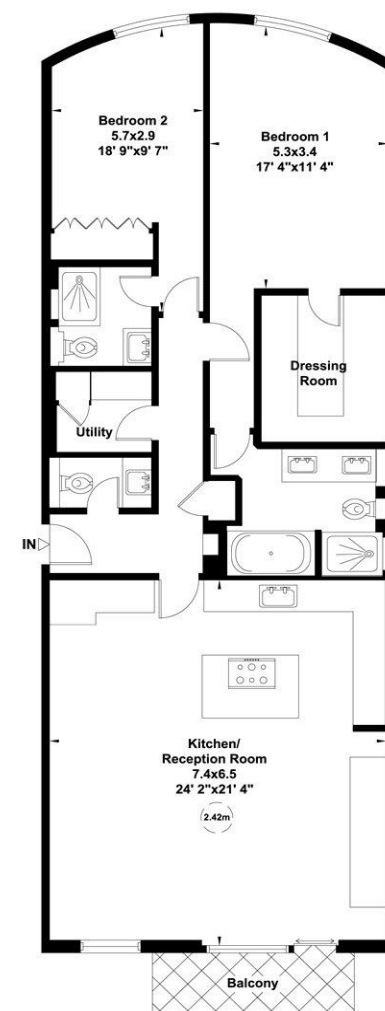 Bedroom 2
5.7x2.9
18' 9"x9' 7"
Bedroom 1
5.3x3.4
17' 4"x11' 4"
Dressing
Room
Utility
IN
Kitchen/
Reception Room
7.4x6.5
24' 2"x21' 4"
2.42m
Balcony